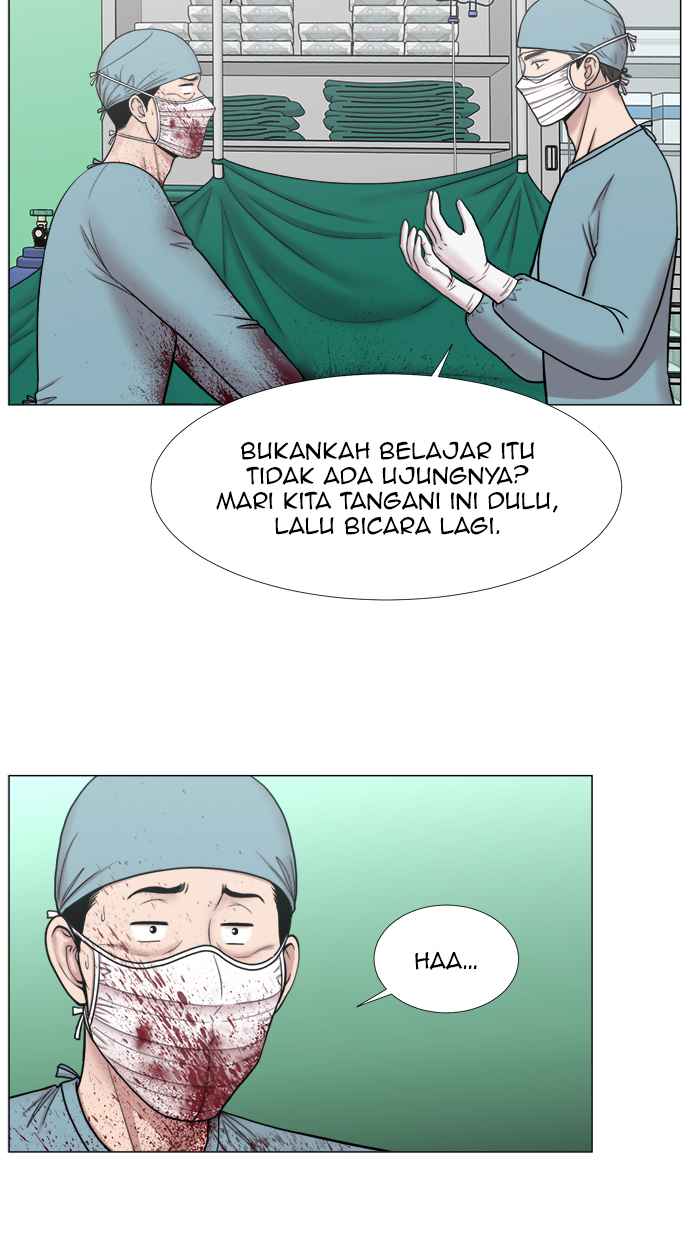 BUKANKAH BELAJAR ITU
TIDAK ADA UJUNGNYA?
MARI KITA TANGANI INI DULU,
LALU BICARA LAGI.
HAA...